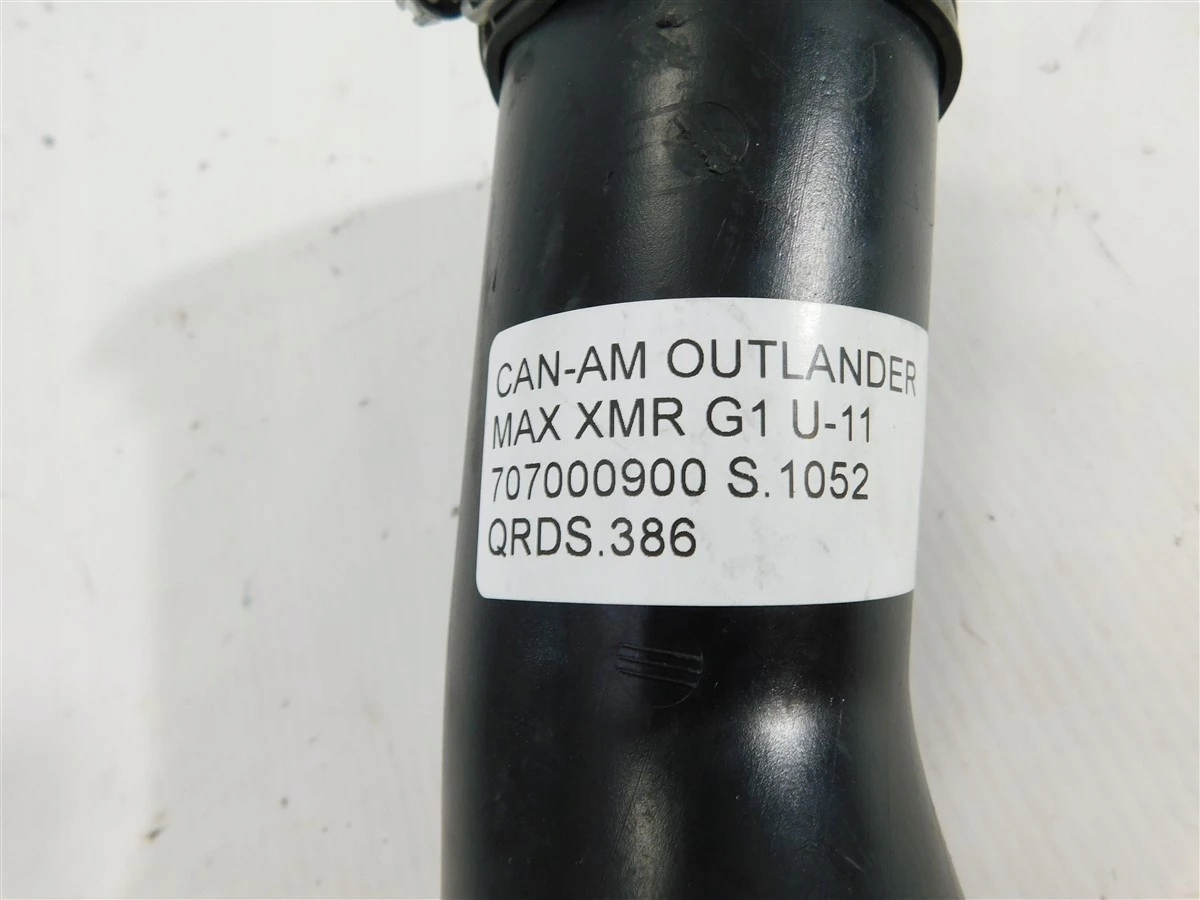 CAN-AM OUTLANDER
MAX XMR G1 U-11
707000900 S.1052
QRDS.386